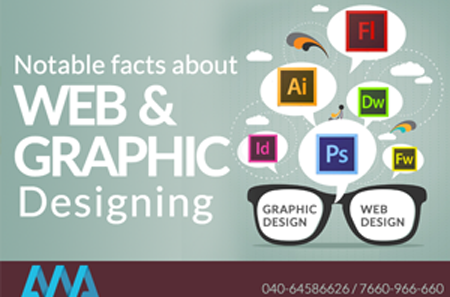 Notable facts about
WEB &
GRAPHIC
Designing
Fl
Ai
Dw
Id
Ps
Fw
GRAPHIC
DESIGN
WEB
DESIGN
040-64586626 / 7660-966-660